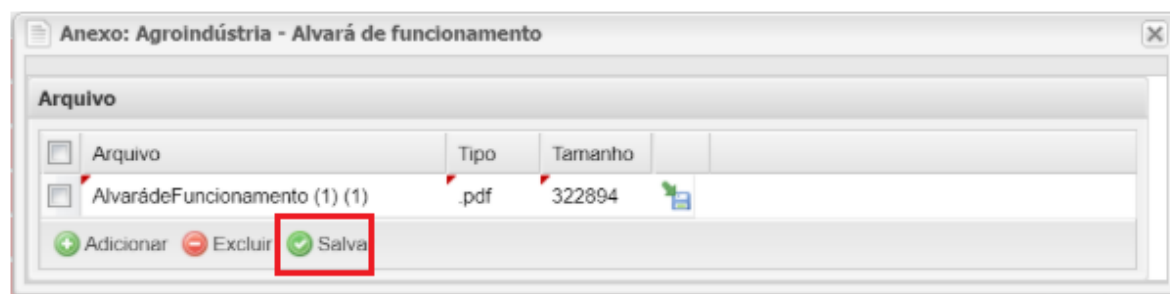 Anexo: Agroindústria - Alvará de funcionamento
Arquivo
Arquivo Tipo Tamanho
AlvarádeFuncionamento (1) (1) .pdf 322894
Adicionar Excluir Salva